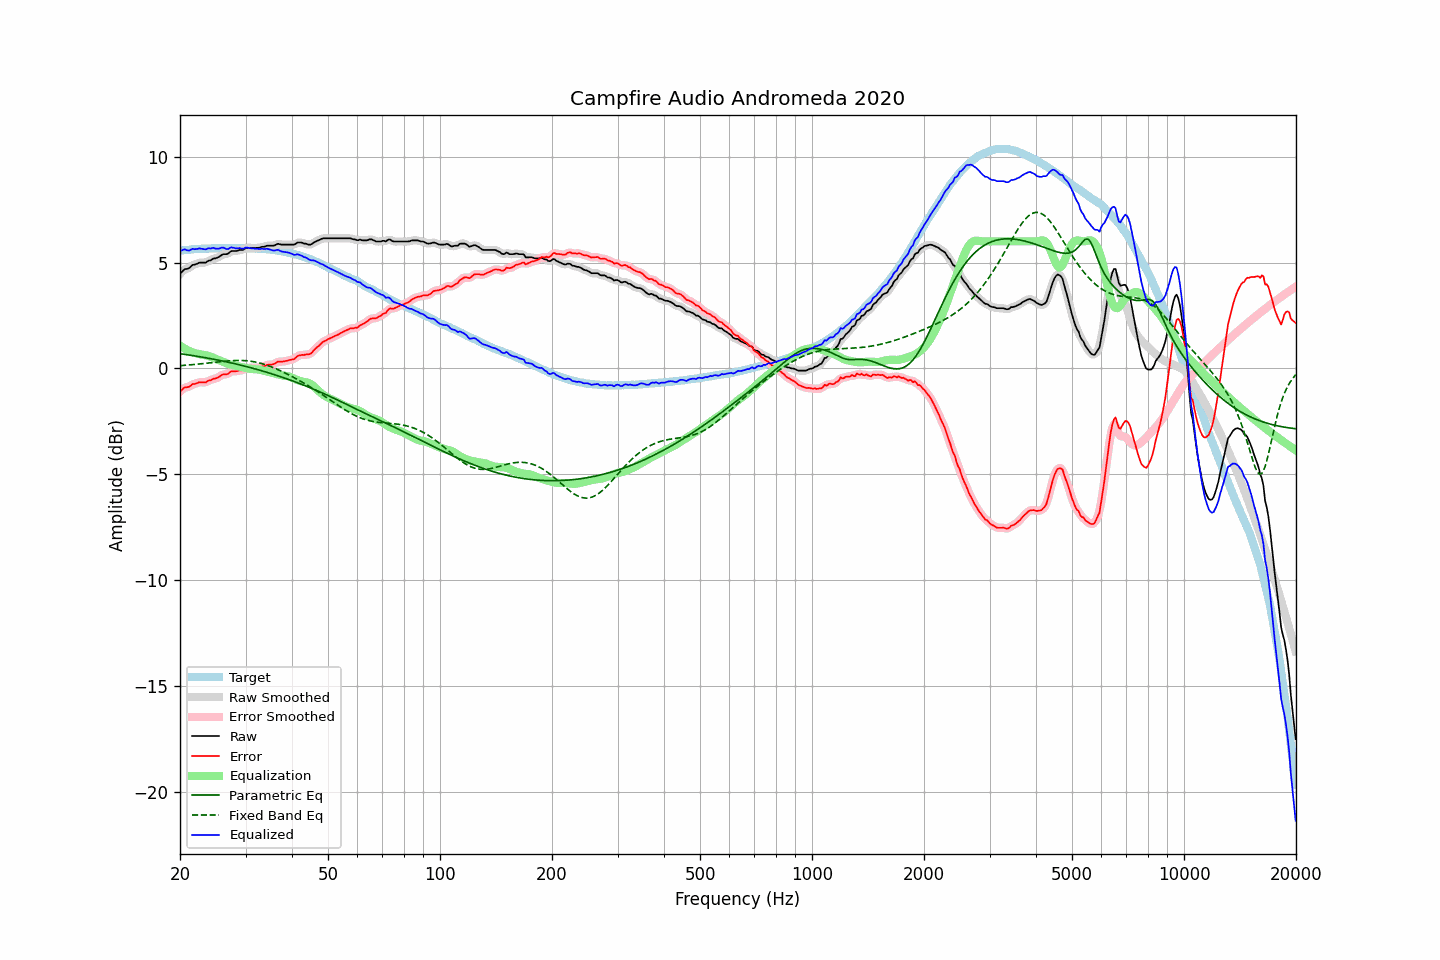 Campfire Audio Andromeda 2020
Amplitude (dBr)
10
5
0
−5
−10
−15
−20
Target
Raw Smoothed
Error Smoothed
Raw
Error
Equalization
Parametric Eq
Fixed Band Eq
Equalized
20 50 100 200 500 1000 2000 5000 10000 20000
Frequency (Hz)